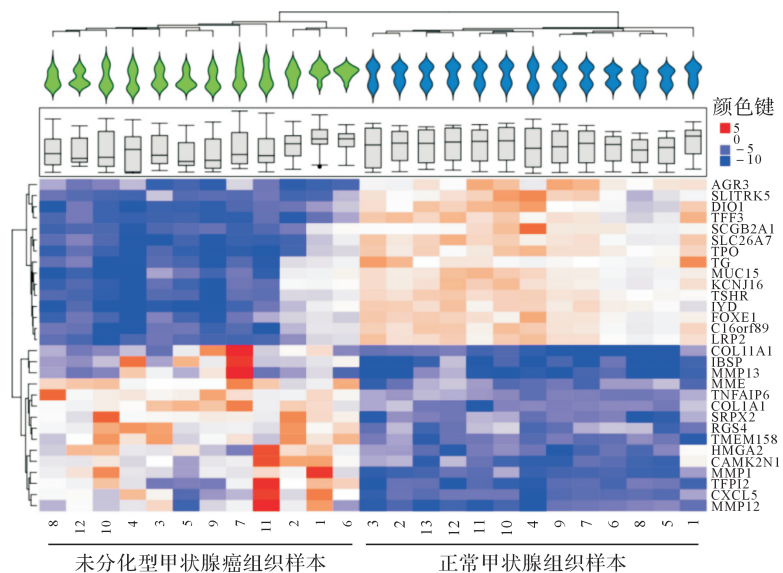 颜色键
5
0
−5
−10
AGR3
SLITRK5
DIO1
TFF3
SCGB2A1
SLC26A7
TPO
TG
MUC15
KCNJ16
TSHR
IYD
FOXE1
C16orf89
LRP2
COL11A1
IBSP
MMP13
MME
TNFAIP6
COL1A1
SRPX2
RGS4
TMEM158
HMGA2
CAMK2N1
MMP1
TFPI2
CXCL5
MMP12
8 12 10 4 3 5 9 7 11 2 1 6 3 2 13 12 11 10 4 9 7 6 8 5 1
未分化型甲状腺癌组织样本 正常甲状腺组织样本